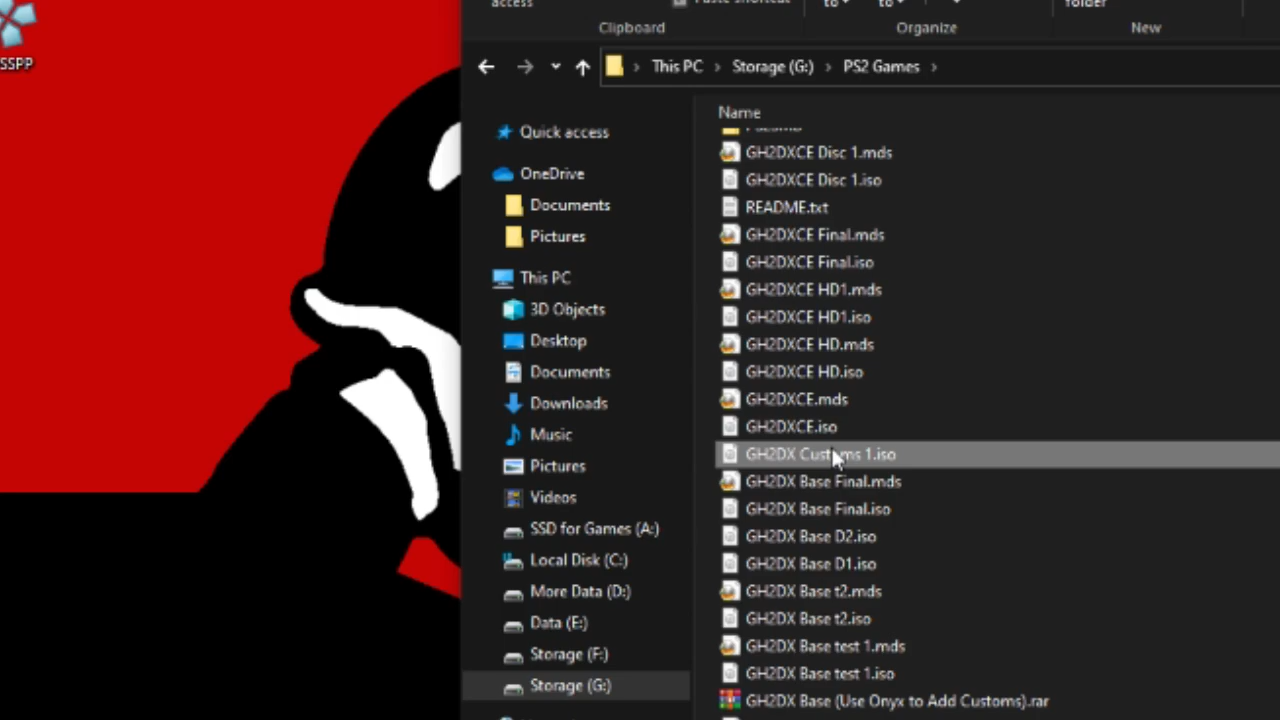 SSPP
access
Paste shortcut
to
to
folder
Clipboard
Organize
New
This PC
Storage (G:)
PS2 Games
Name
Quick access
OneDrive
Documents
Pictures
This PC
3D Objects
Desktop
Documents
Downloads
Music
Pictures
Videos
SSD for Games (A:)
Local Disk (C:)
More Data (D:)
Data (E:)
Storage (F:)
Storage (G:)
GH2DXCE Disc 1.mds
GH2DXCE Disc 1.iso
README.txt
GH2DXCE Final.mds
GH2DXCE Final.iso
GH2DXCE HD1.mds
GH2DXCE HD1.iso
GH2DXCE HD.mds
GH2DXCE HD.iso
GH2DXCE.mds
GH2DXCE.iso
GH2DX Customs 1.iso
GH2DX Base Final.mds
GH2DX Base Final.iso
GH2DX Base D2.iso
GH2DX Base D1.iso
GH2DX Base t2.mds
GH2DX Base t2.iso
GH2DX Base test 1.mds
GH2DX Base test 1.iso
GH2DX Base (Use Onyx to Add Customs).rar